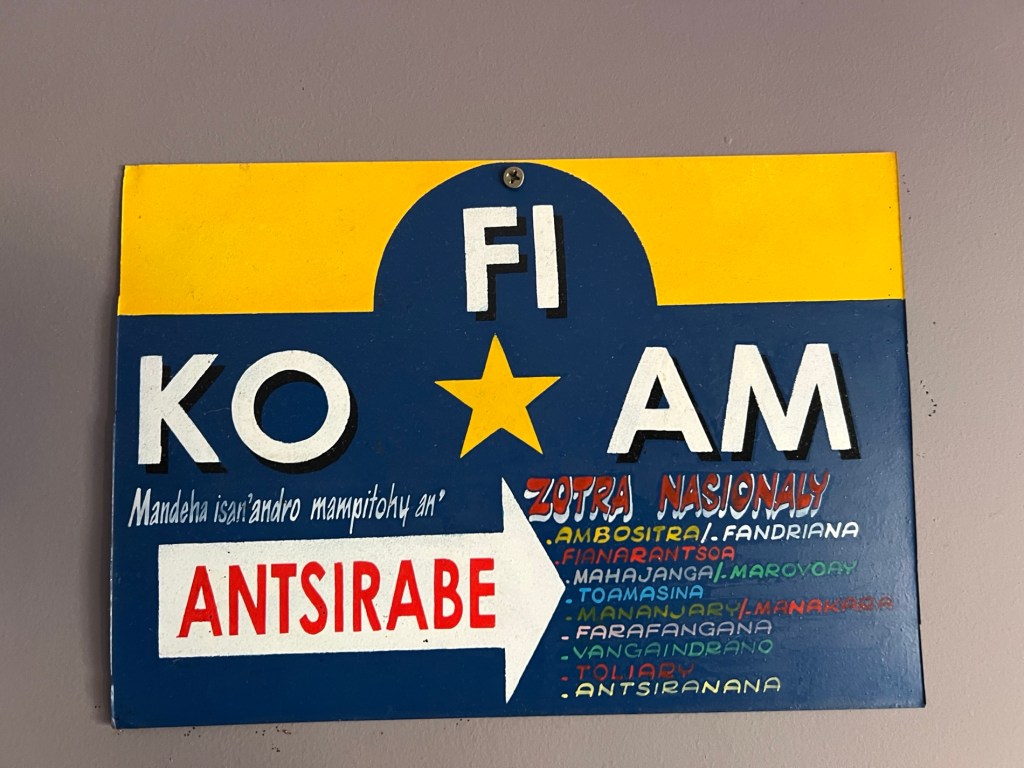 FI
KO AM
Mandeha isan'andro mampitohy an'
ANTSIRABE
ZOTRA NASIONALY
.AMBOSITRA/.FANDRIANA
.FIANARANTSOA
.MAHAJANGA/.MAROVOAY
.TOAMASINA
.MANANJARY/.MANAKARA
.FARAFANGANA
.VANGAINDRANO
.TOLIARY
.ANTSIRANANA